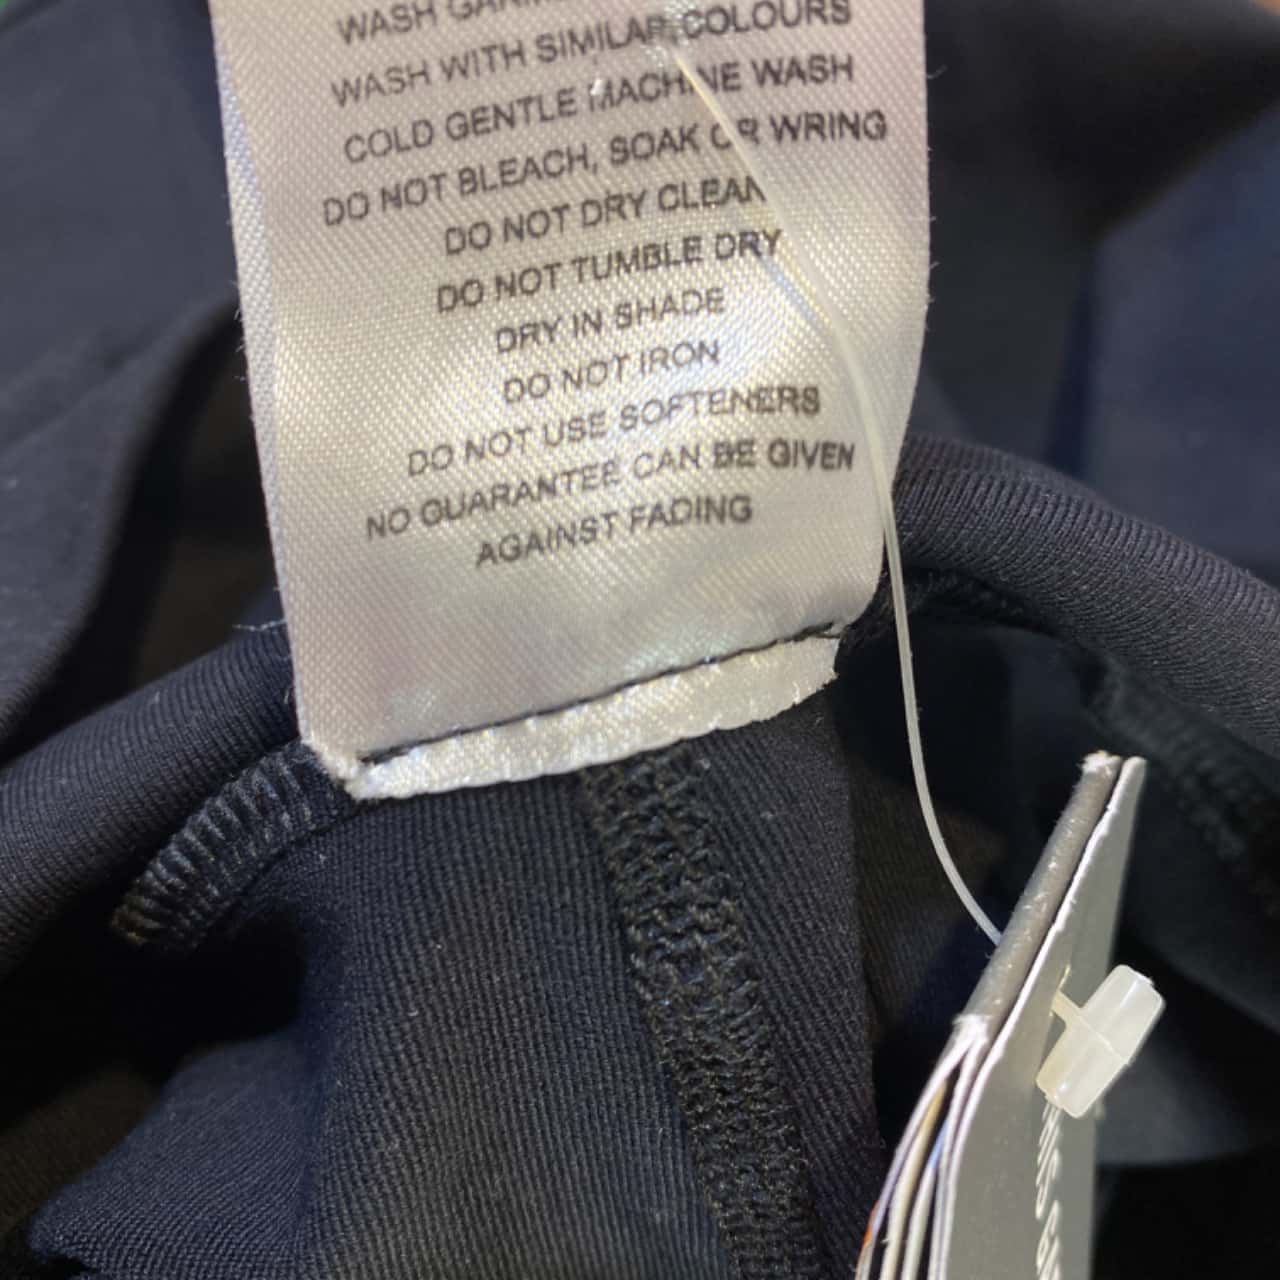 WASH
WASH WITH SIMILAR COLOURS
COLD GENTLE MACHINE WASH
DO NOT BLEACH, SOAK OR WRING
DO NOT DRY CLEAN
DO NOT TUMBLE DRY
DRY IN SHADE
DO NOT IRON
DO NOT USE SOFTENERS
NO GUARANTEE CAN BE GIVEN
AGAINST FADING